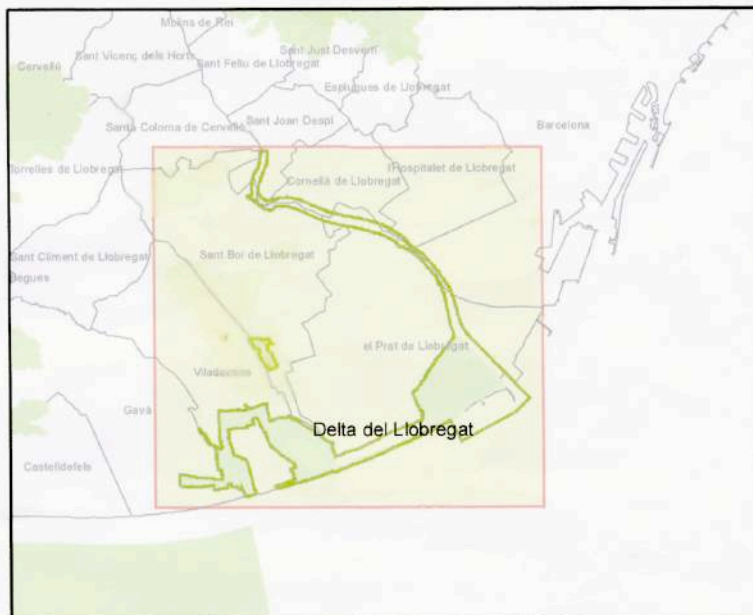 Molins de Rei
Sant Just Desvern
Sant Vicenç dels Horts
Sant Feliu de Llobregat
Cervelló
Esplugues de Llobregat
Santa Coloma de Cervelló
Sant Joan Despí
Barcelona
Torrelles de Llobregat
l'Hospitalet de Llobregat
Cornellà de Llobregat
Sant Climent de Llobregat
Sant Boi de Llobregat
Begues
el Prat de Llobregat
Viladecans
Gavà
Delta del Llobregat
Castelldefels